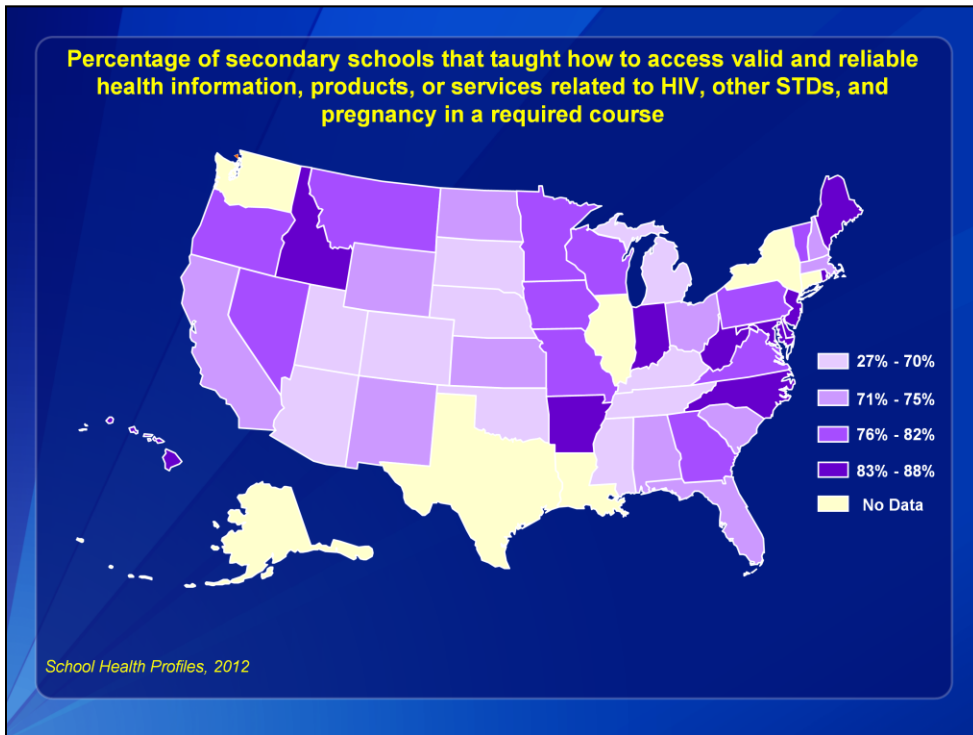 Percentage of secondary schools that taught how to access valid and reliable
health information, products, or services related to HIV, other STDs, and
pregnancy in a required course
27% - 70%
71% - 75%
76% - 82%
83% - 88%
No Data
School Health Profiles, 2012